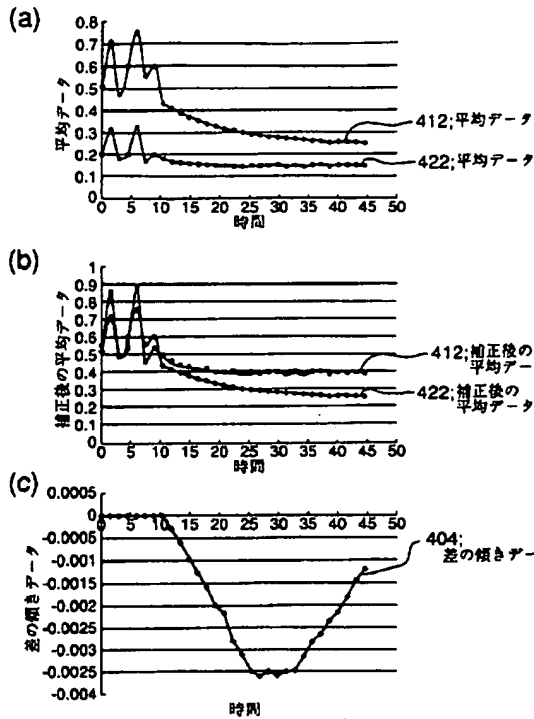 (a)
平均データ
0.8
0.7
0.6
0.5
0.4
0.3
0.2
0.1
0
0 5 10 15 20 25 30 35 40 45 50
時間
412;平均データ
422;平均データ
(b)
補正後の平均データ
1
0.9
0.8
0.7
0.6
0.5
0.4
0.3
0.2
0.1
0
0 5 10 15 20 25 30 35 40 45 50
時間
412;補正後の
平均デー
422;補正後の
平均デー
(c)
差の傾きデータ
0.0005
0
-0.0005
-0.001
-0.0015
-0.002
-0.0025
-0.003
-0.0025
-0.004
0 5 10 15 20 25 30 35 40 45 50
時間
404;
差の傾きデー